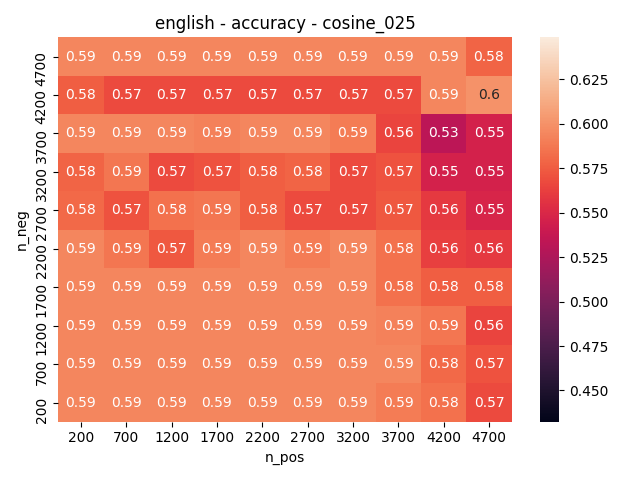 english - accuracy - cosine_025
n_neg
4700 0.59 0.59 0.59 0.59 0.59 0.59 0.59 0.59 0.59 0.58
4200 0.58 0.57 0.57 0.57 0.57 0.57 0.57 0.57 0.59 0.6
3700 0.59 0.59 0.59 0.59 0.59 0.59 0.59 0.56 0.53 0.55
3200 0.58 0.59 0.57 0.57 0.58 0.58 0.57 0.57 0.55 0.55
2700 0.58 0.57 0.58 0.59 0.58 0.57 0.57 0.57 0.56 0.55
2200 0.59 0.59 0.57 0.59 0.59 0.59 0.59 0.58 0.56 0.56
1700 0.59 0.59 0.59 0.59 0.59 0.59 0.59 0.58 0.58 0.58
1200 0.59 0.59 0.59 0.59 0.59 0.59 0.59 0.59 0.59 0.56
700 0.59 0.59 0.59 0.59 0.59 0.59 0.59 0.59 0.58 0.57
200 0.59 0.59 0.59 0.59 0.59 0.59 0.59 0.59 0.58 0.57
200 700 1200 1700 2200 2700 3200 3700 4200 4700
n_pos
0.625
0.600
0.575
0.550
0.525
0.500
0.475
0.450